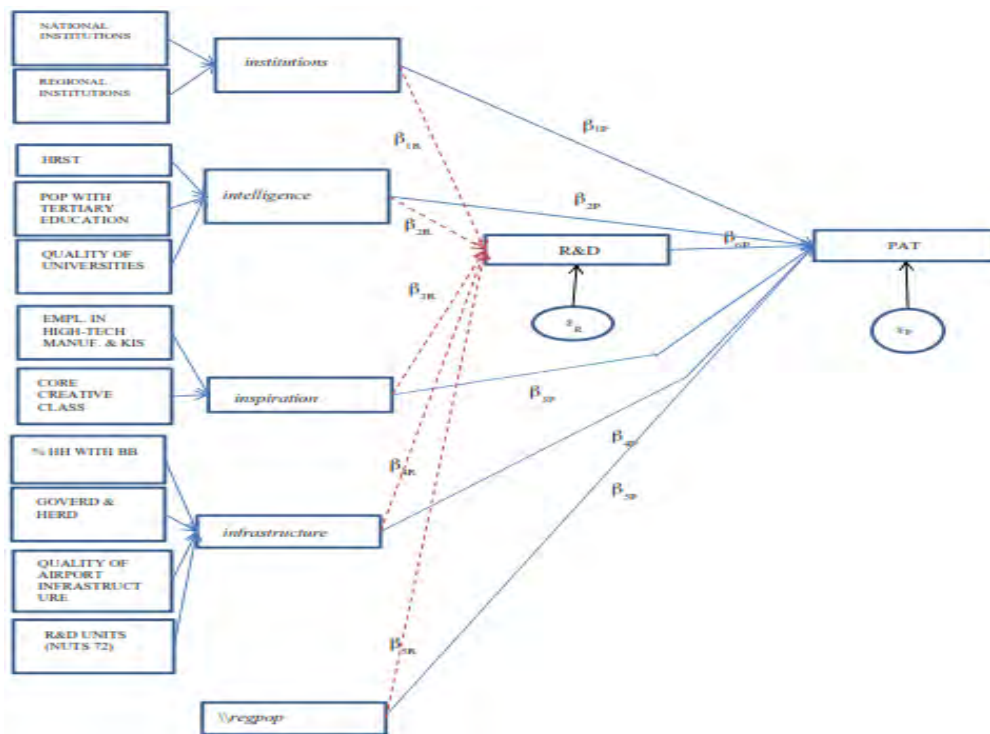 NATIONAL
INSTITUTIONS
REGIONAL
INSTITUTIONS
institutions
HRST
POP WITH
TERTIARY
EDUCATION
QUALITY OF
UNIVERSITIES
intelligence
EMPL. IN
HIGH-TECH
MANUF. & KIS
CORE
CREATIVE
CLASS
inspiration
% HH WITH BB
GOVERD &
HERD
QUALITY OF
AIRPORT
INFRASTRUCT
URE
R&D UNITS
(NUTS 72)
infrastructure
\\regpop
β1R
β2R
β3R
β4R
β5R
R&D
εR
β1P
β2P
β6P
β3P
β4P
β5P
PAT
εP